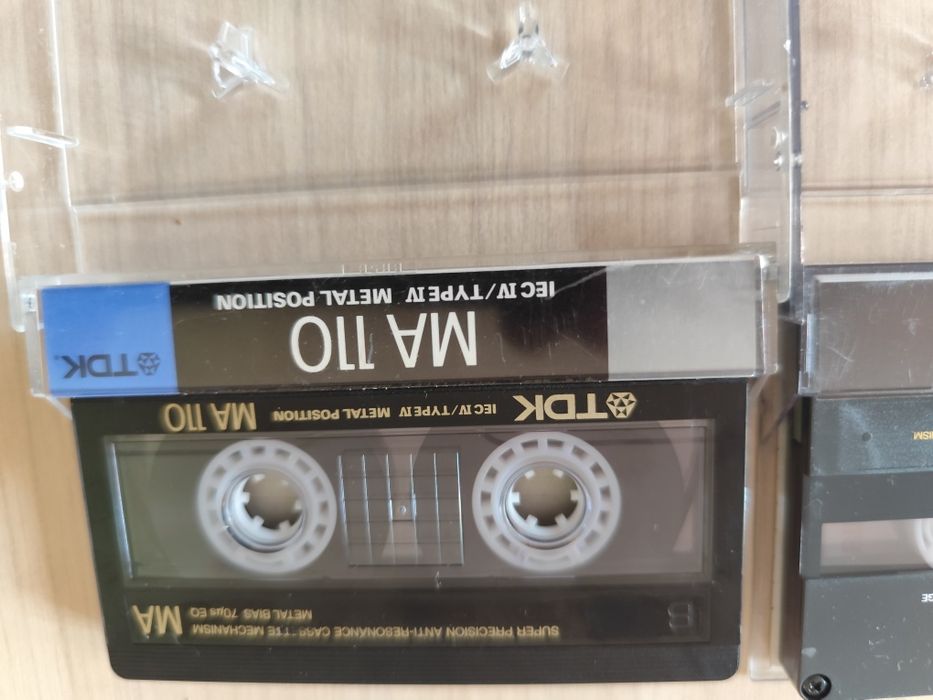 TDK
MA 110
IEC IV / TYPE IV METAL POSITION
TDK
IEC IV / TYPE IV METAL POSITION
MA 110
B
SUPER PRECISION ANTI-RESONANCE CASSETTE MECHANISM
METAL BIAS 70μs EQ
MA